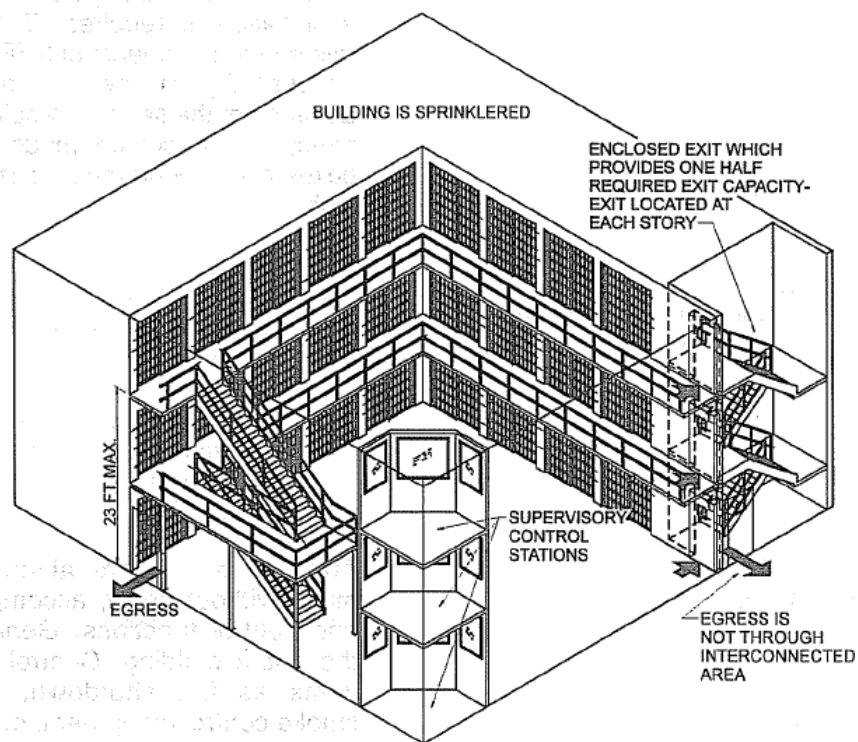 BUILDING IS SPRINKLERED
ENCLOSED EXIT WHICH
PROVIDES ONE HALF
REQUIRED EXIT CAPACITY-
EXIT LOCATED AT
EACH STORY
23 FT MAX.
SUPERVISORY
CONTROL
STATIONS
EGRESS
EGRESS IS
NOT THROUGH
INTERCONNECTED
AREA